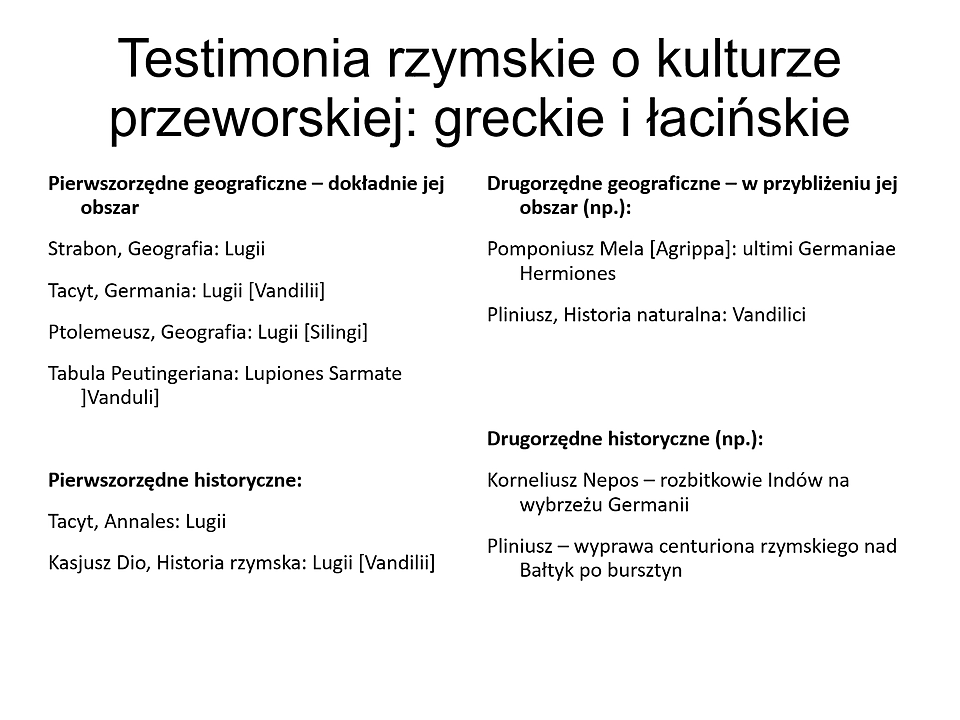 Testimonia rzymskie o kulturze
przeworskiej: greckie i łacińskie
Pierwszorzędne geograficzne – dokładnie jej
obszar
Strabon, Geografia: Lugii
Tacyt, Germania: Lugii [Vandilii]
Ptolemeusz, Geografia: Lugii [Silingi]
Tabula Peutingeriana: Lupiones Sarmate
]Vanduli]
Pierwszorzędne historyczne:
Tacyt, Annales: Lugii
Kasjusz Dio, Historia rzymska: Lugii [Vandilii]
Drugorzędne geograficzne – w przybliżeniu jej
obszar (np.):
Pomponiusz Mela [Agrippa]: ultimi Germaniae
Hermiones
Pliniusz, Historia naturalna: Vandilici
Drugorzędne historyczne (np.):
Korneliusz Nepos – rozbitkowie Indów na
wybrzeżu Germanii
Pliniusz – wyprawa centuriona rzymskiego nad
Bałtyk po bursztyn